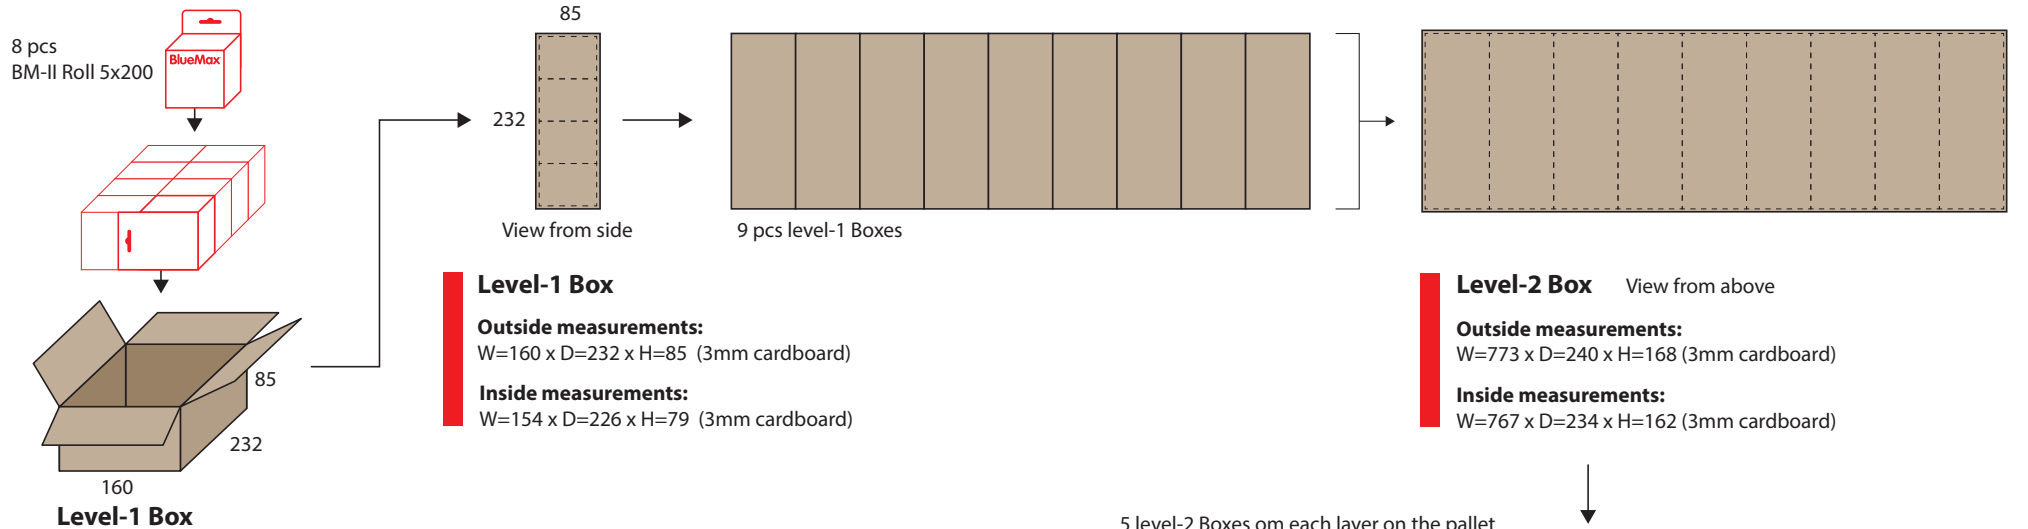 8 pcs
BM-II Roll 5x200
BlueMax
85
160
232
Level-1 Box
85
232
View from side
9 pcs level-1 Boxes
Level-1 Box
Outside measurements:
W=160 x D=232 x H=85 (3mm cardboard)
Inside measurements:
W=154 x D=226 x H=79 (3mm cardboard)
Level-2 Box View from above
Outside measurements:
W=773 x D=240 x H=168 (3mm cardboard)
Inside measurements:
W=767 x D=234 x H=162 (3mm cardboard)
5 level-2 Boxes om each layer on the pallet